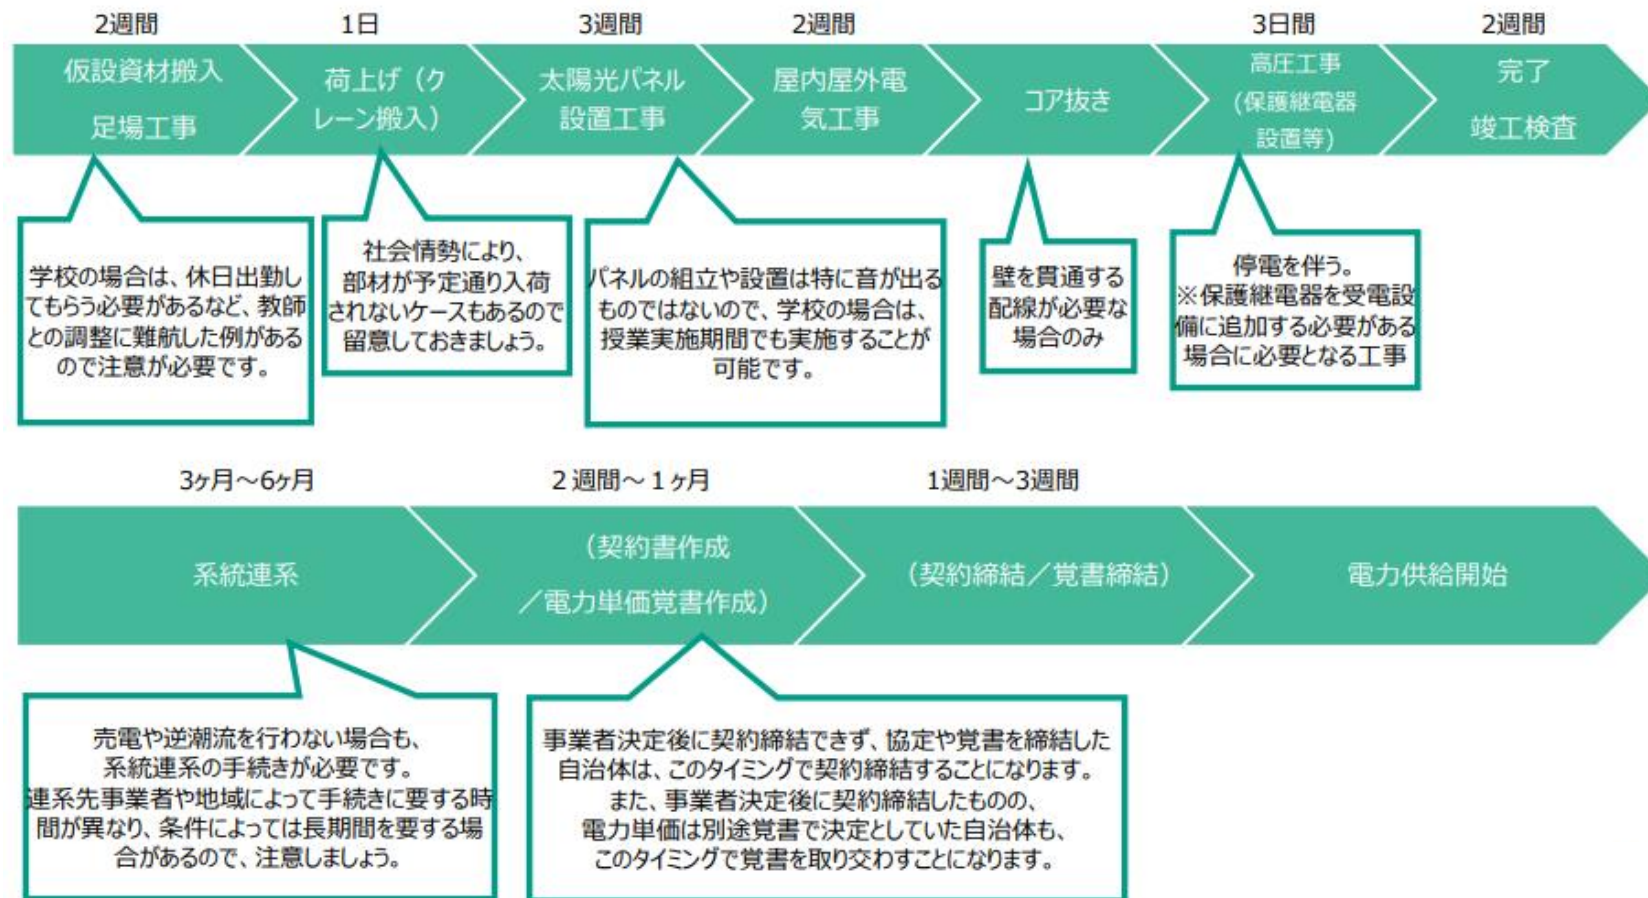 2週間
1日
3週間
2週間
3日間
2週間
仮設資材搬入
足場工事
荷上げ（ク
レーン搬入）
太陽光パネル
設置工事
屋内屋外電
気工事
コア抜き
高圧工事
(保護継電器
設置等)
完了
竣工検査
学校の場合は、休日出勤し
てもらう必要があるなど、教師
との調整に難航した例がある
ので注意が必要です。
社会情勢により、
部材が予定通り入荷
されないケースもあるので
留意しておきましょう。
パネルの組立や設置は特に音が出る
ものではないので、学校の場合は、
授業実施期間でも実施することが
可能です。
壁を貫通する
配線が必要な
場合のみ
停電を伴う。
※保護継電器を受電設
備に追加する必要がある
場合に必要となる工事
3ヶ月～6ヶ月
２週間～１ヶ月
1週間～3週間
系統連系
（契約書作成
／電力単価覚書作成）
（契約締結／覚書締結）
電力供給開始
売電や逆潮流を行わない場合も、
系統連系の手続きが必要です。
連系先事業者や地域によって手続きに要する時
間が異なり、条件によっては長期間を要する場
合があるので、注意しましょう。
事業者決定後に契約締結できず、協定や覚書を締結した
自治体は、このタイミングで契約締結することになります。
また、事業者決定後に契約締結したものの、
電力単価は別途覚書で決定としていた自治体も、
このタイミングで覚書を取り交わすことになります。